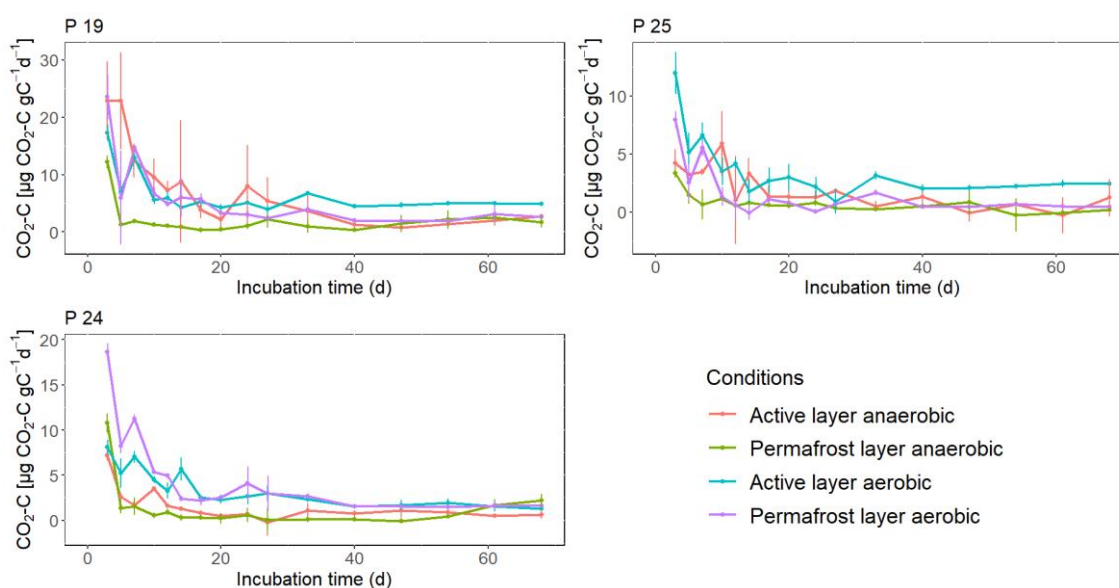 P 19
CO₂-C [µg CO₂-C gC⁻¹d⁻¹]
30
20
10
0
0
20
40
60
Incubation time (d)
P 25
CO₂-C [µg CO₂-C gC⁻¹d⁻¹]
10
5
0
0
20
40
60
Incubation time (d)
P 24
CO₂-C [µg CO₂-C gC⁻¹d⁻¹]
20
15
10
5
0
0
20
40
60
Incubation time (d)
Conditions
Active layer anaerobic
Permafrost layer anaerobic
Active layer aerobic
Permafrost layer aerobic